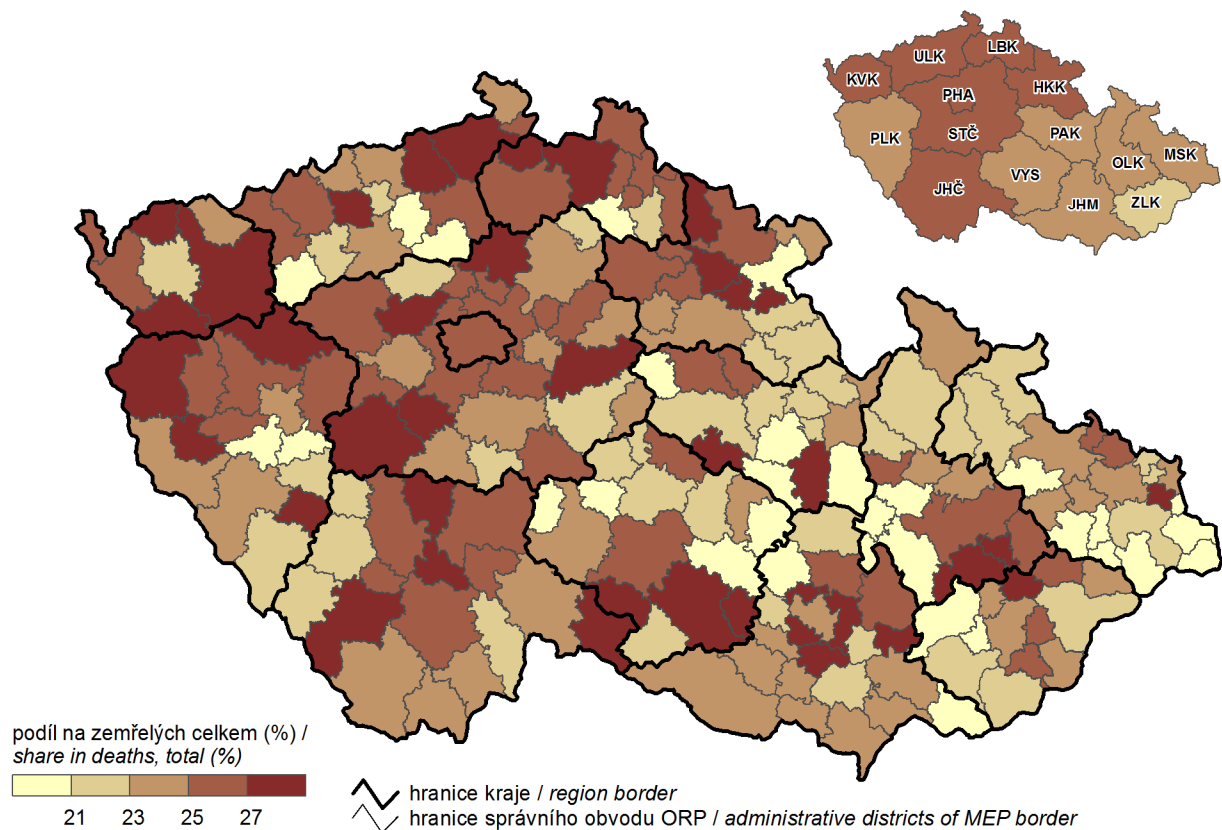 LBK
ULK
KVK
HKK
PHA
PLK
STČ
PAK
MSK
OLK
VYS
JHČ
ZLK
JHM
podíl na zemřelých celkem (%) /
share in deaths, total (%)
21 23 25 27
hranice kraje / region border
hranice správního obvodu ORP / administrative districts of MEP border